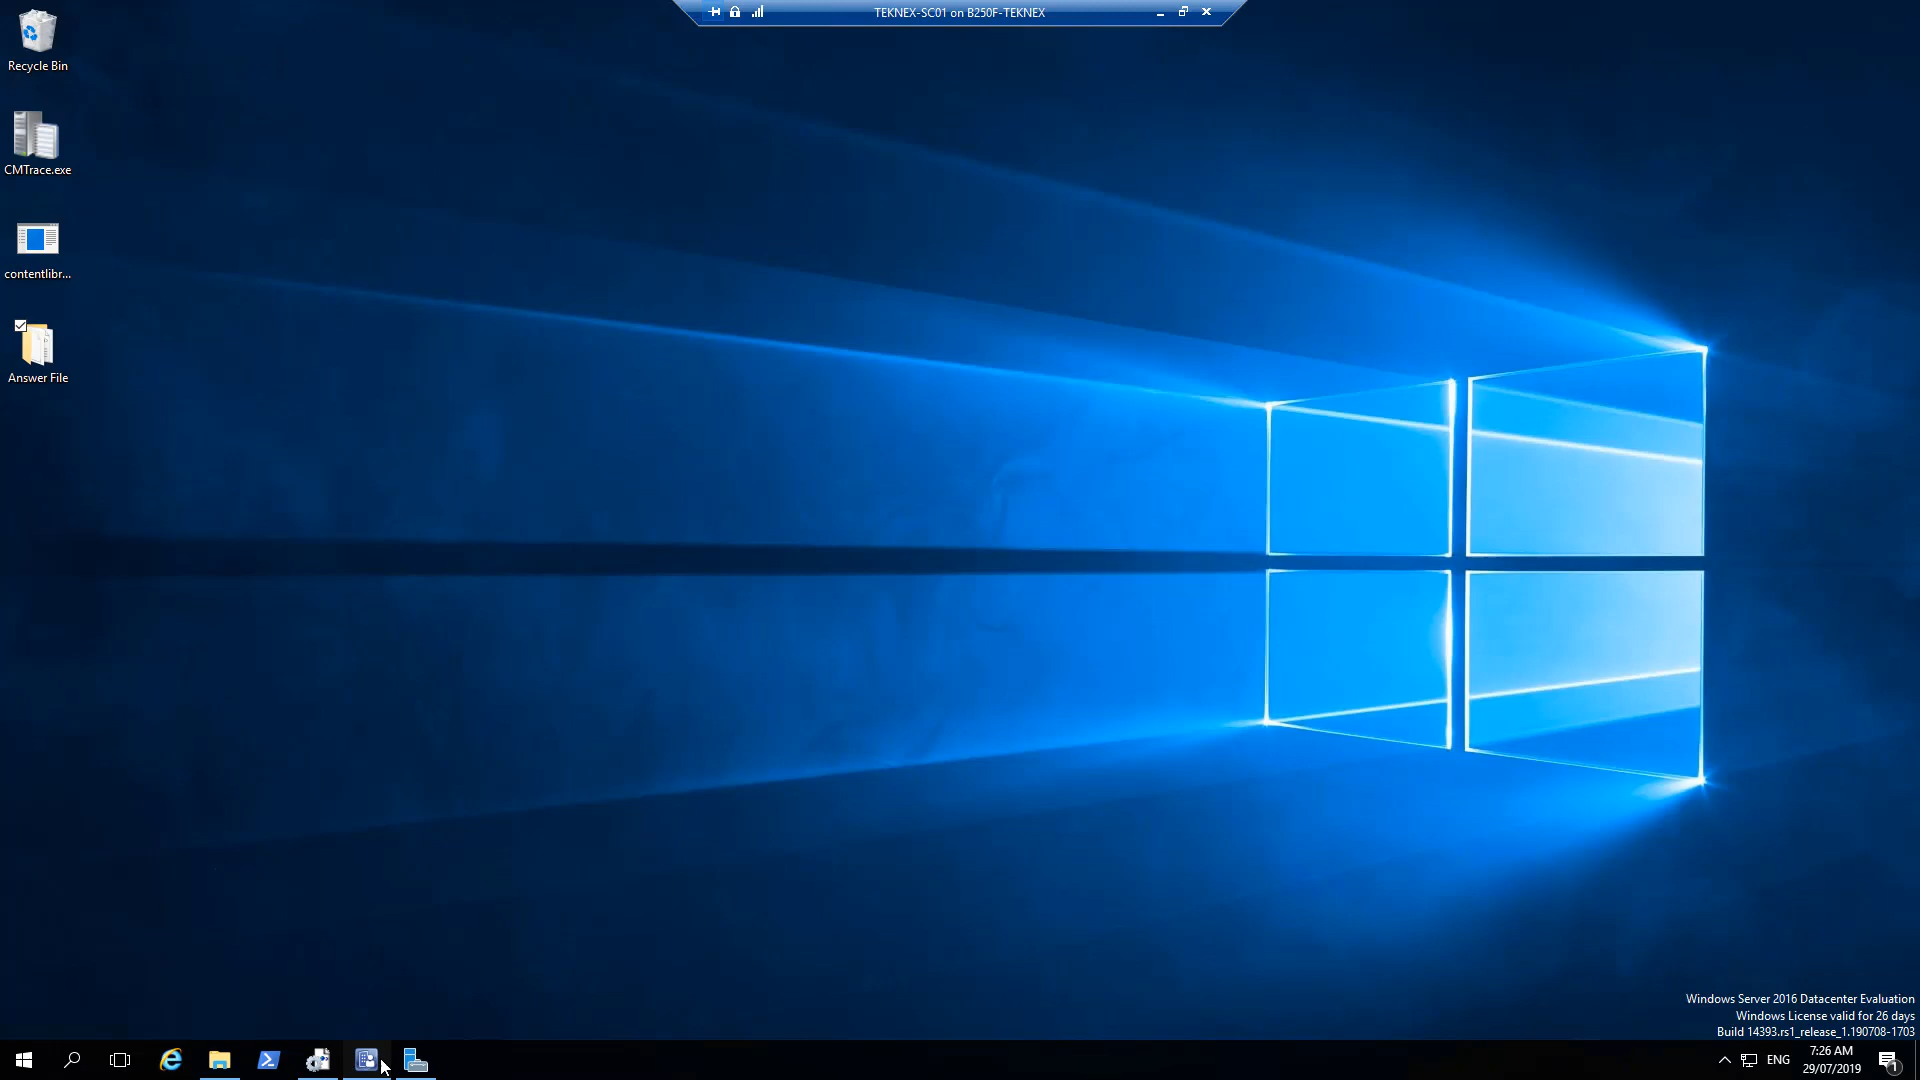 TEKNEX-SC01 on B250F-TEKNEX
Recycle Bin
CMTrace.exe
contentlibr...
Answer File
Windows Server 2016 Datacenter Evaluation
Windows License valid for 26 days
Build 14393.rs1_release_1.190708-1703
ENG
7:26 AM
29/07/2019
1